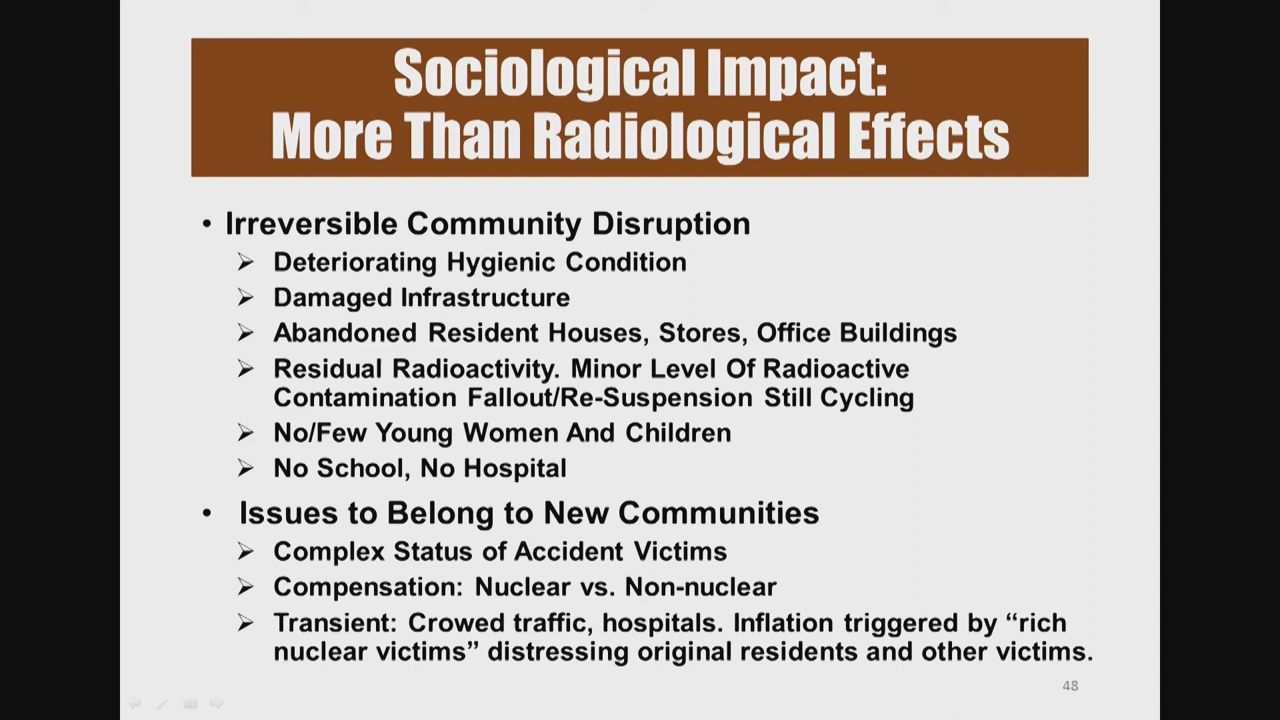 Sociological Impact:
More Than Radiological Effects
• Irreversible Community Disruption
➢ Deteriorating Hygienic Condition
➢ Damaged Infrastructure
➢ Abandoned Resident Houses, Stores, Office Buildings
➢ Residual Radioactivity. Minor Level Of Radioactive
Contamination Fallout/Re-Suspension Still Cycling
➢ No/Few Young Women And Children
➢ No School, No Hospital
• Issues to Belong to New Communities
➢ Complex Status of Accident Victims
➢ Compensation: Nuclear vs. Non-nuclear
➢ Transient: Crowed traffic, hospitals. Inflation triggered by “rich
nuclear victims” distressing original residents and other victims.
48